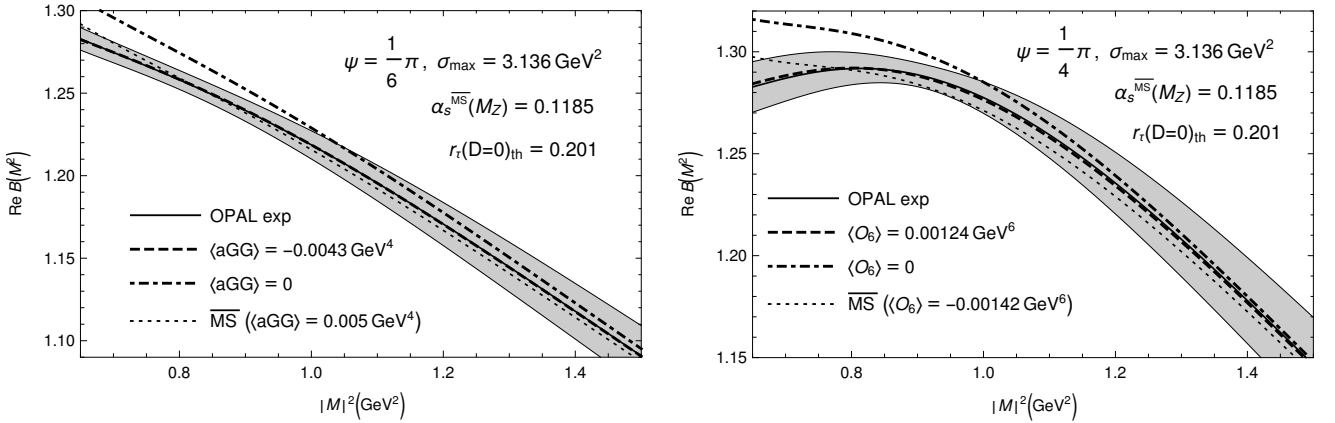 1.30
1.25
1.20
1.15
1.10
Re B(M²)
ψ = 1/6 π , σmax = 3.136 GeV²
αs^MS̅(MZ) = 0.1185
rτ(D=0)th = 0.201
OPAL exp
⟨aGG⟩ = −0.0043 GeV⁴
⟨aGG⟩ = 0
M̅S̅ (⟨aGG⟩ = 0.005 GeV⁴)
0.8 1.0 1.2 1.4
|M|²(GeV²)
1.30
1.25
1.20
1.15
Re B(M²)
ψ = 1/4 π , σmax = 3.136 GeV²
αs^M̅S̅(MZ) = 0.1185
rτ(D=0)th = 0.201
OPAL exp
⟨O₆⟩ = 0.00124 GeV⁶
⟨O₆⟩ = 0
M̅S̅ (⟨O₆⟩ = −0.00142 GeV⁶)
0.8 1.0 1.2 1.4
|M|²(GeV²)